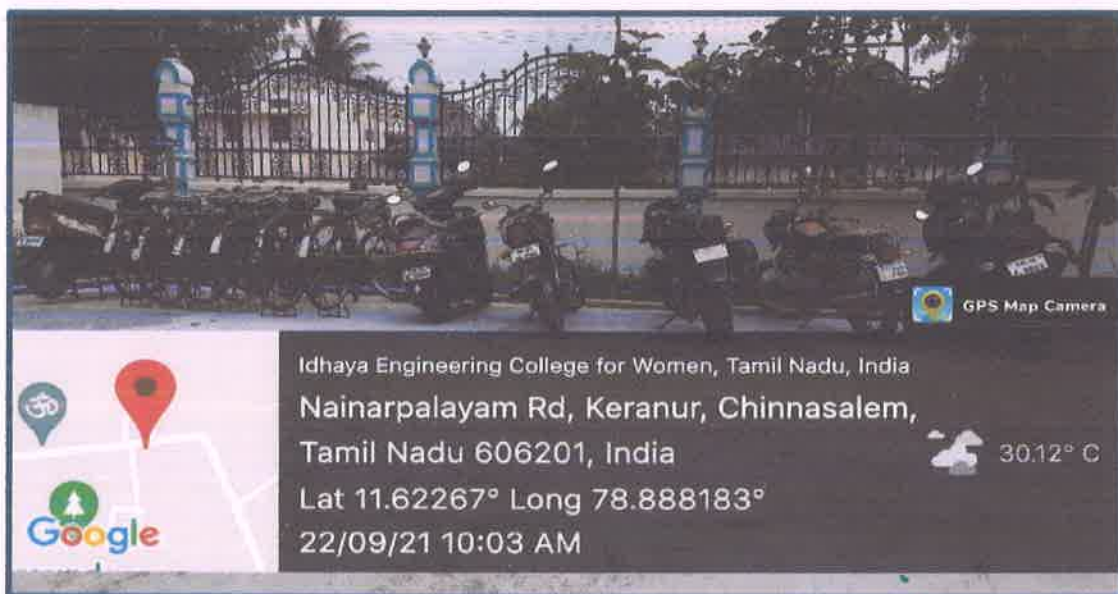 GPS Map Camera
Idhaya Engineering College for Women, Tamil Nadu, India
Nainarpalayam Rd, Keranur, Chinnasalem,
Tamil Nadu 606201, India
30.12° C
Lat 11.62267° Long 78.888183°
22/09/21 10:03 AM
ॐ
Google